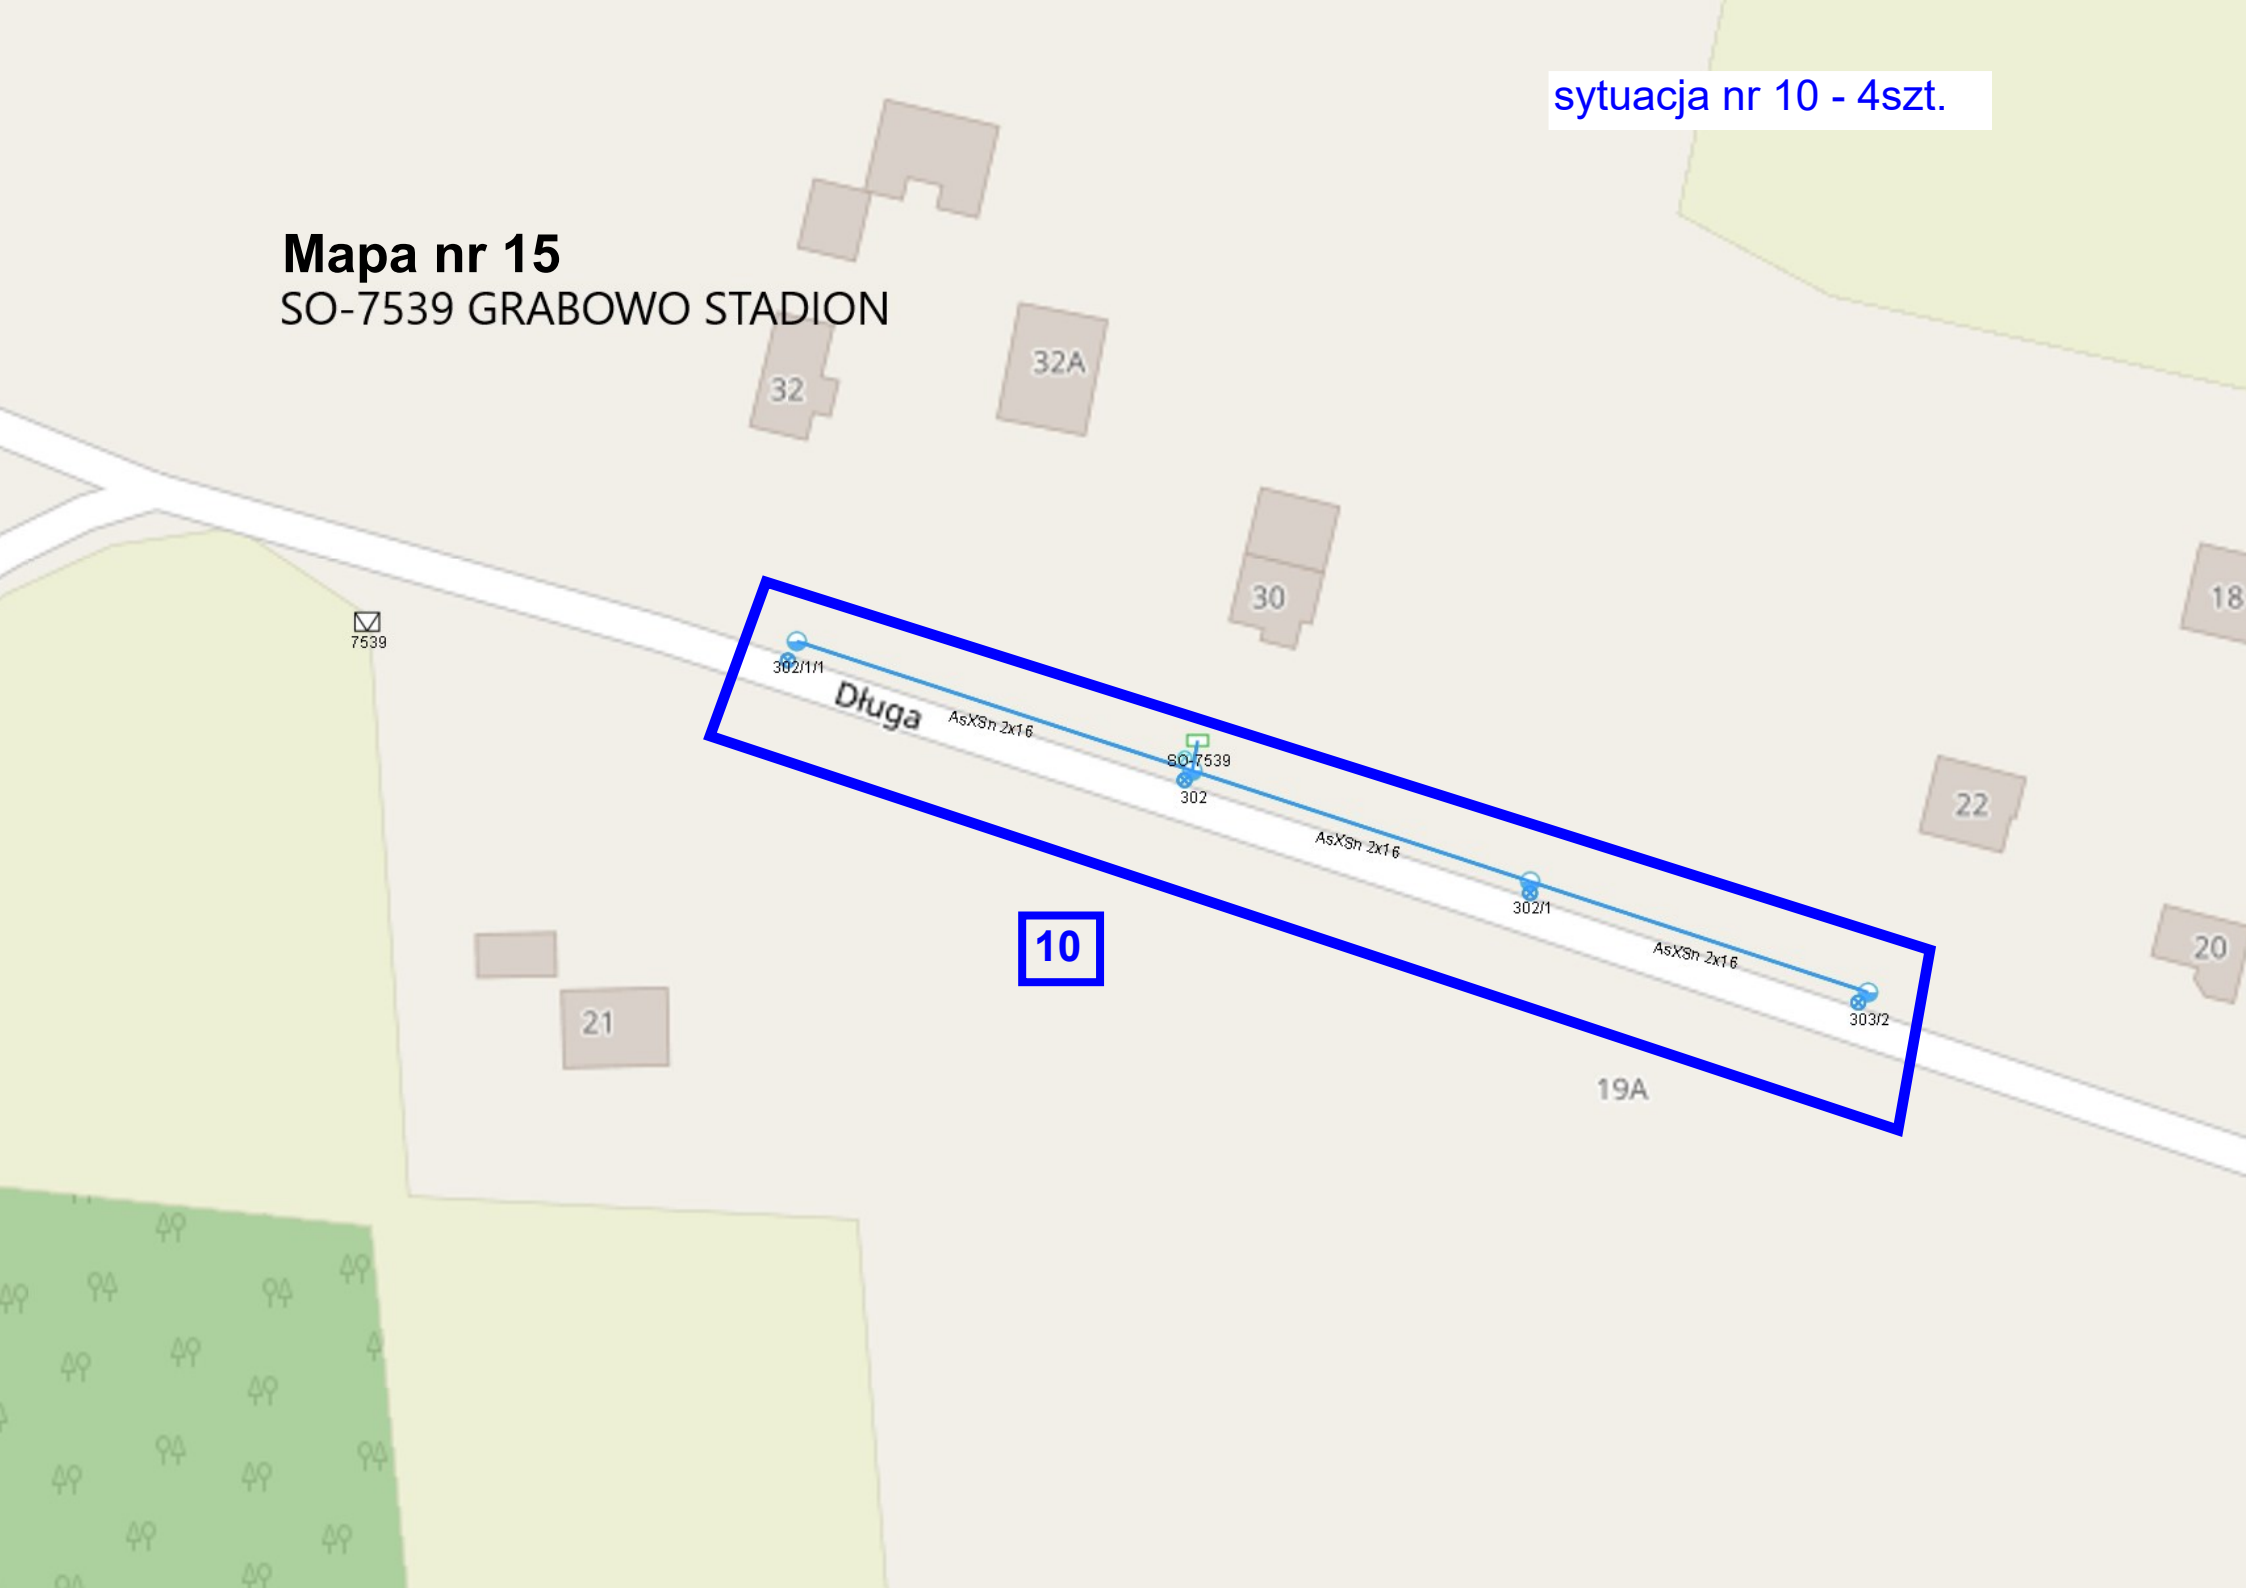 sytuacja nr 10 - 4szt.
Mapa nr 15
SO-7539 GRABOWO STADION
32A
32
30
18
7539
302/1/1
Długa
AsXSn 2x16
SO-7539
302
22
AsXSn 2x16
302/1
10
AsXSn 2x16
20
303/2
21
19A